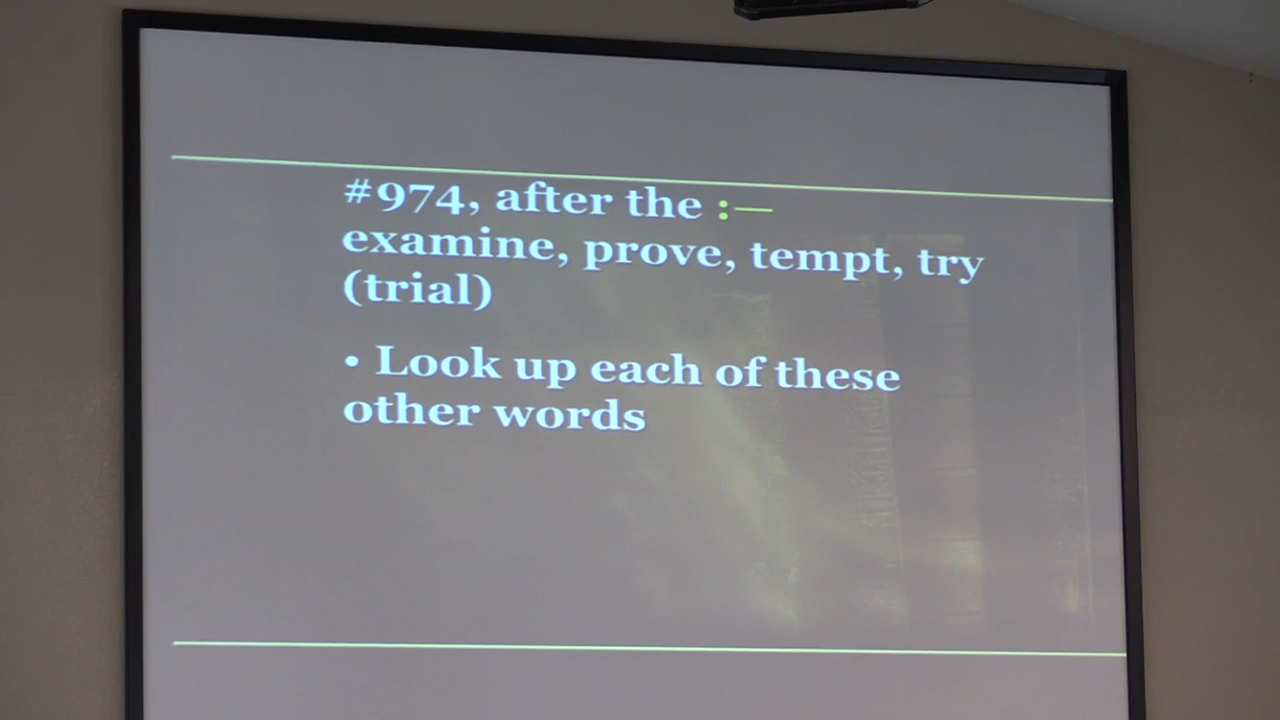 #974, after the :—
examine, prove, tempt, try
(trial)
• Look up each of these
other words